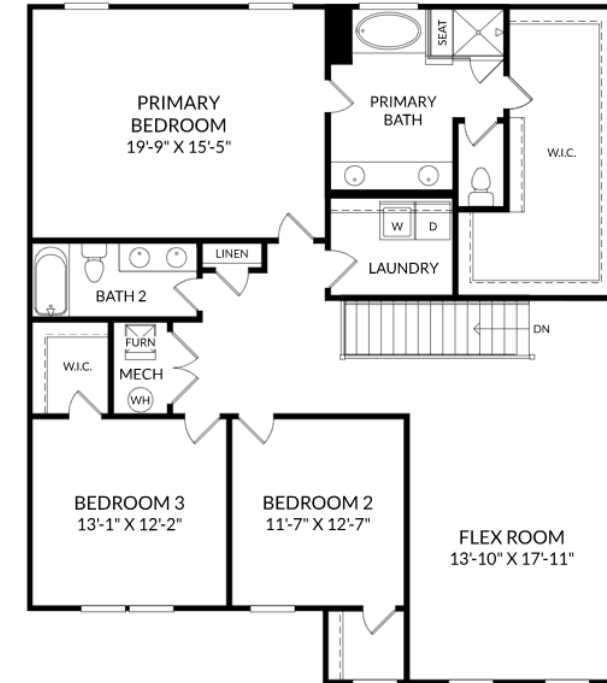 SEAT
PRIMARY
BEDROOM
19'-9" X 15'-5"
PRIMARY
BATH
W.I.C.
W
D
LINEN
LAUNDRY
BATH 2
DN
FURN
W.I.C.
MECH
WH
BEDROOM 3
13'-1" X 12'-2"
BEDROOM 2
11'-7" X 12'-7"
FLEX ROOM
13'-10" X 17'-11"